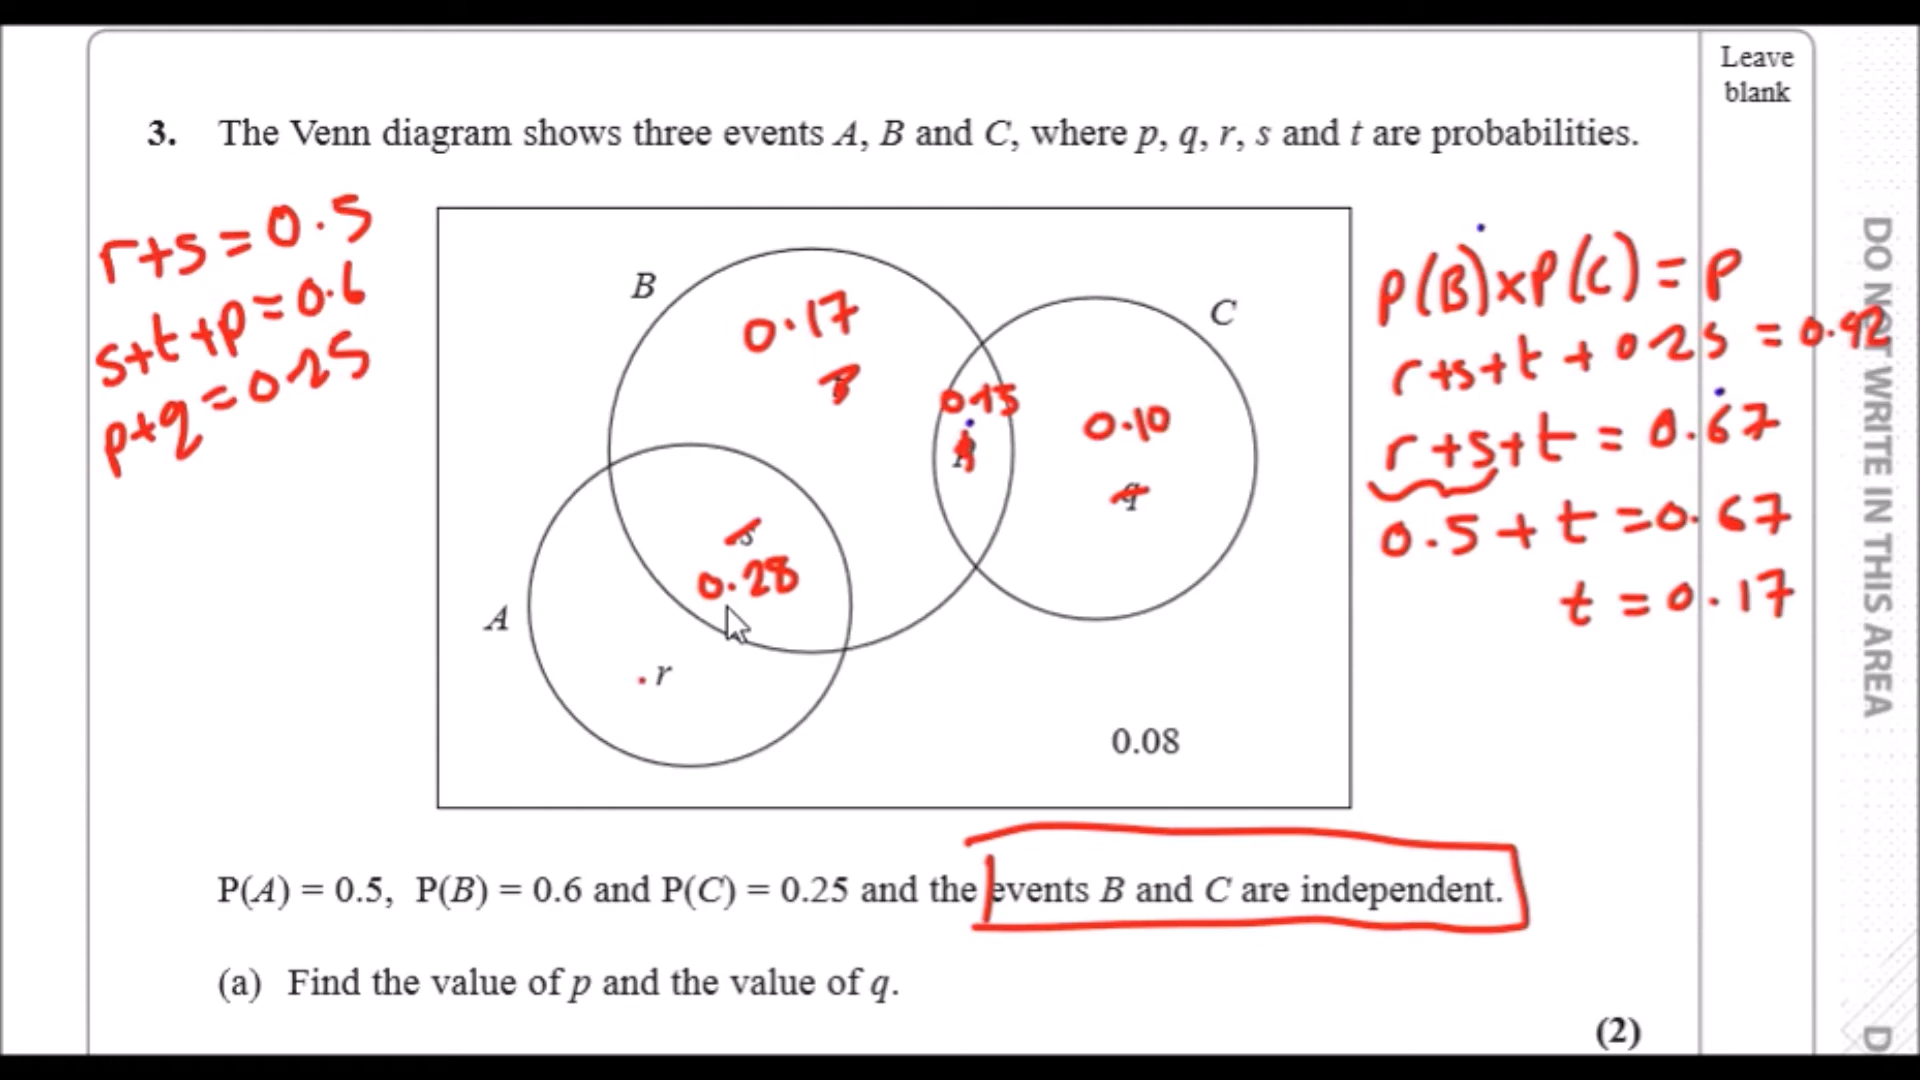 Leave
blank
3. The Venn diagram shows three events A, B and C, where p, q, r, s and t are probabilities.
r+s=0.5
s+t+p=0.6
p+q=0.25
B
C
0.17
0.15
0.10
q
s
0.28
A
r
0.08
P(B)×P(C)=P
r+s+t+0.25=0.92
r+s+t=0.67
0.5+t=0.67
t=0.17
P(A) = 0.5, P(B) = 0.6 and P(C) = 0.25 and the events B and C are independent.
(a) Find the value of p and the value of q.
(2)
DO NOT WRITE IN THIS AREA
D